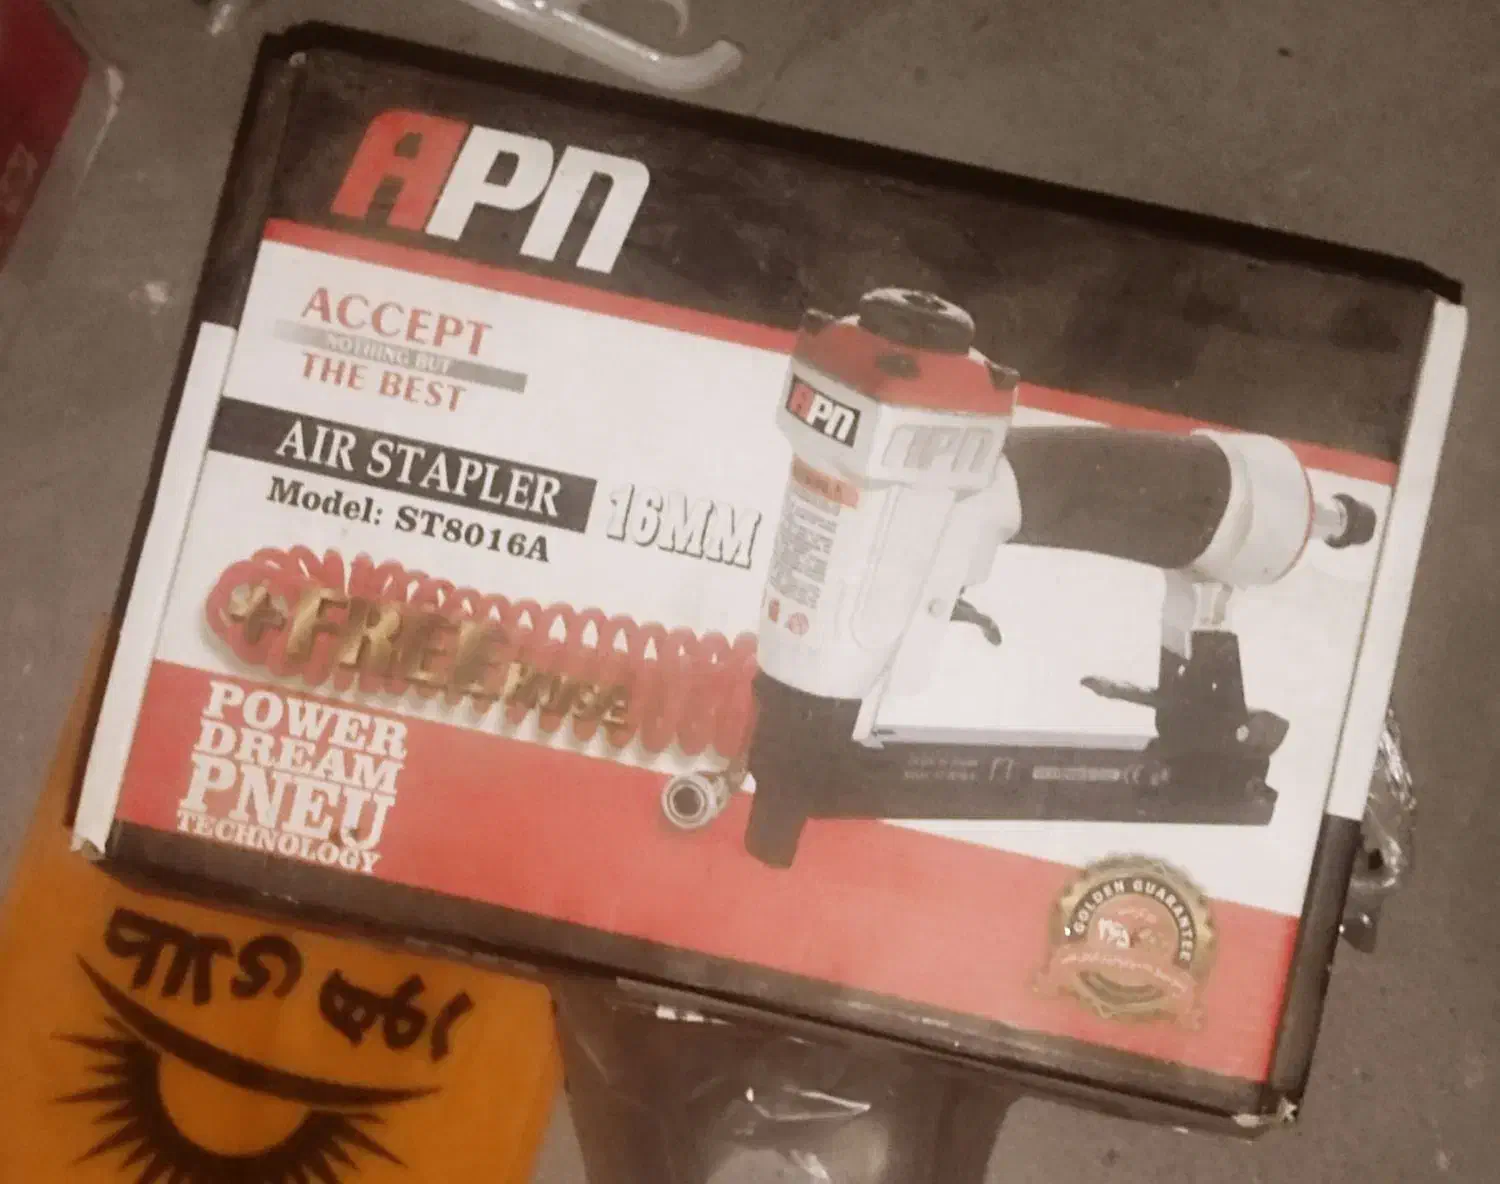 APN
ACCEPT
NOTHING BUT
THE BEST
AIR STAPLER
16MM
Model: ST8016A
+ FREE HOSE
POWER
DREAM
PNEU
TECHNOLOGY
APN
APN
GOLDEN GUARANTEE